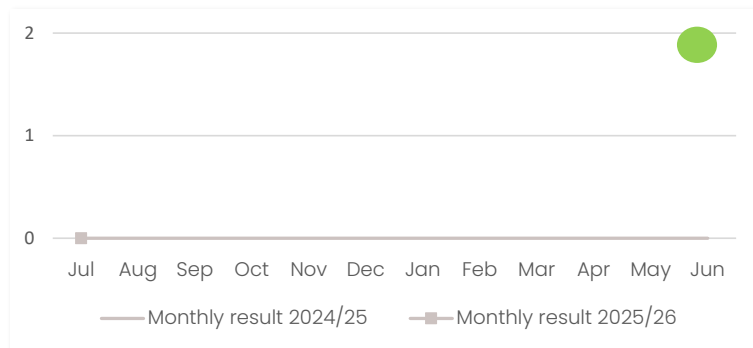 2
1
0
Jul Aug Sep Oct Nov Dec Jan Feb Mar Apr May Jun
Monthly result 2024/25 Monthly result 2025/26